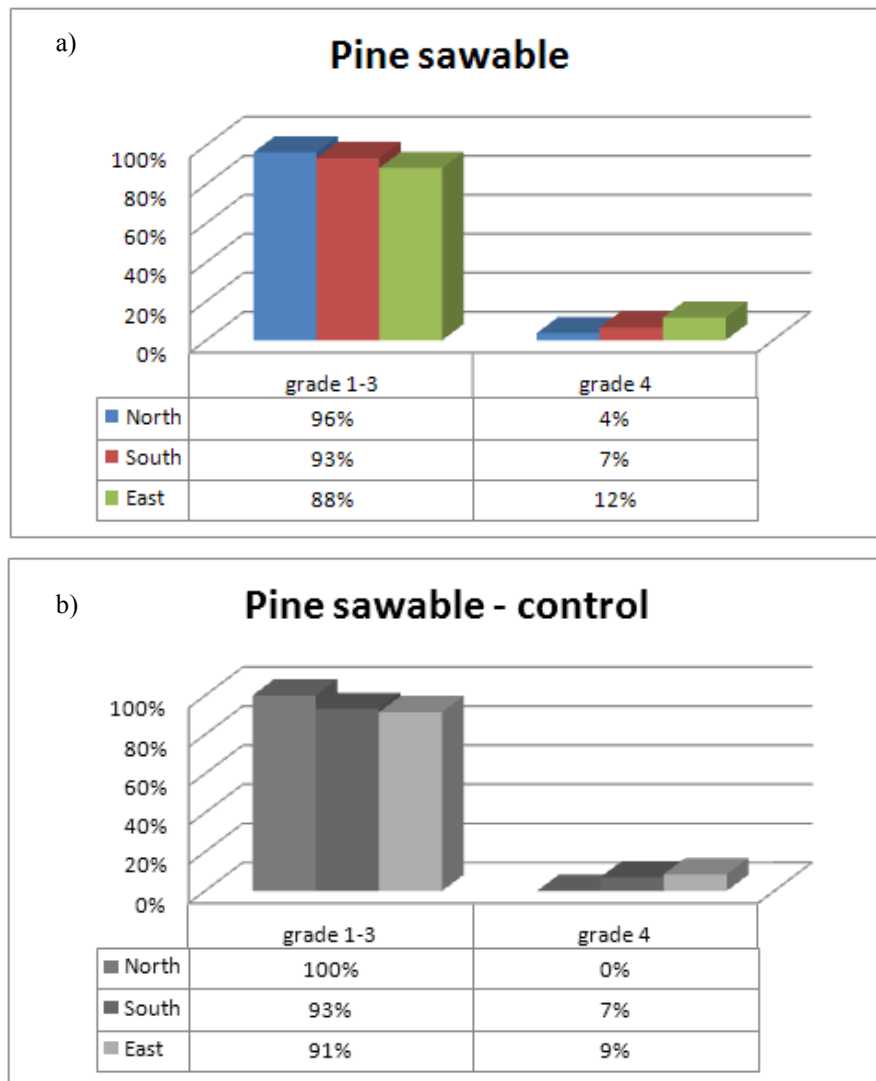 a)
Pine sawable
100%
80%
60%
40%
20%
0%
grade 1-3 grade 4
North 96% 4%
South 93% 7%
East 88% 12%
b)
Pine sawable - control
100%
80%
60%
40%
20%
0%
grade 1-3 grade 4
North 100% 0%
South 93% 7%
East 91% 9%